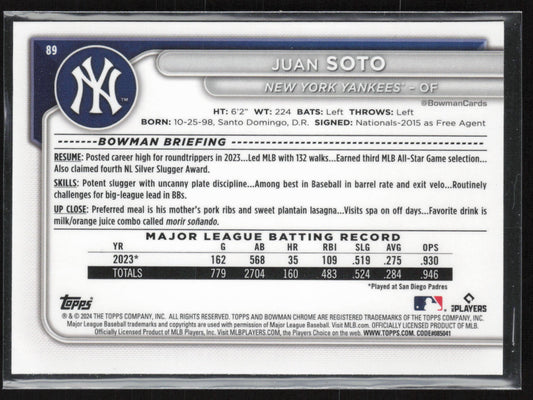 89
NY
TM
JUAN SOTO
NEW YORK YANKEES™ - OF
@BowmanCards
HT: 6'2" WT: 224 BATS: Left THROWS: Left
BORN: 10-25-98, Santo Domingo, D.R. SIGNED: Nationals-2015 as Free Agent
BOWMAN BRIEFING
RESUME: Posted career high for roundtrippers in 2023...Led MLB with 132 walks...Earned third MLB All-Star Game selection...
Also claimed fourth NL Silver Slugger Award.
SKILLS: Potent slugger with uncanny plate discipline...Among best in Baseball in barrel rate and exit velo...Routinely
challenges for big-league lead in BBs.
UP CLOSE: Preferred meal is his mother's pork ribs and sweet plantain lasagna...Visits spa on off days...Favorite drink is
milk/orange juice combo called morir soñando.
MAJOR LEAGUE BATTING RECORD
YR G AB HR RBI SLG AVG OPS
2023* 162 568 35 109 .519 .275 .930
TOTALS 779 2704 160 483 .524 .284 .946
*Played at San Diego Padres
Topps
PLAYERS
® & © 2024 THE TOPPS COMPANY, INC. ALL RIGHTS RESERVED. TOPPS AND BOWMAN CHROME ARE REGISTERED TRADEMARKS OF THE TOPPS COMPANY, INC.
Major League Baseball trademarks and copyrights are used with permission of Major League Baseball. Visit MLB.com. OFFICIALLY LICENSED PRODUCT OF MLB.
Officially Licensed Product of MLB Players, Inc. Visit MLBPLAYERS.com, the Players Choice on the web. WWW.TOPPS.COM. CODE#085041